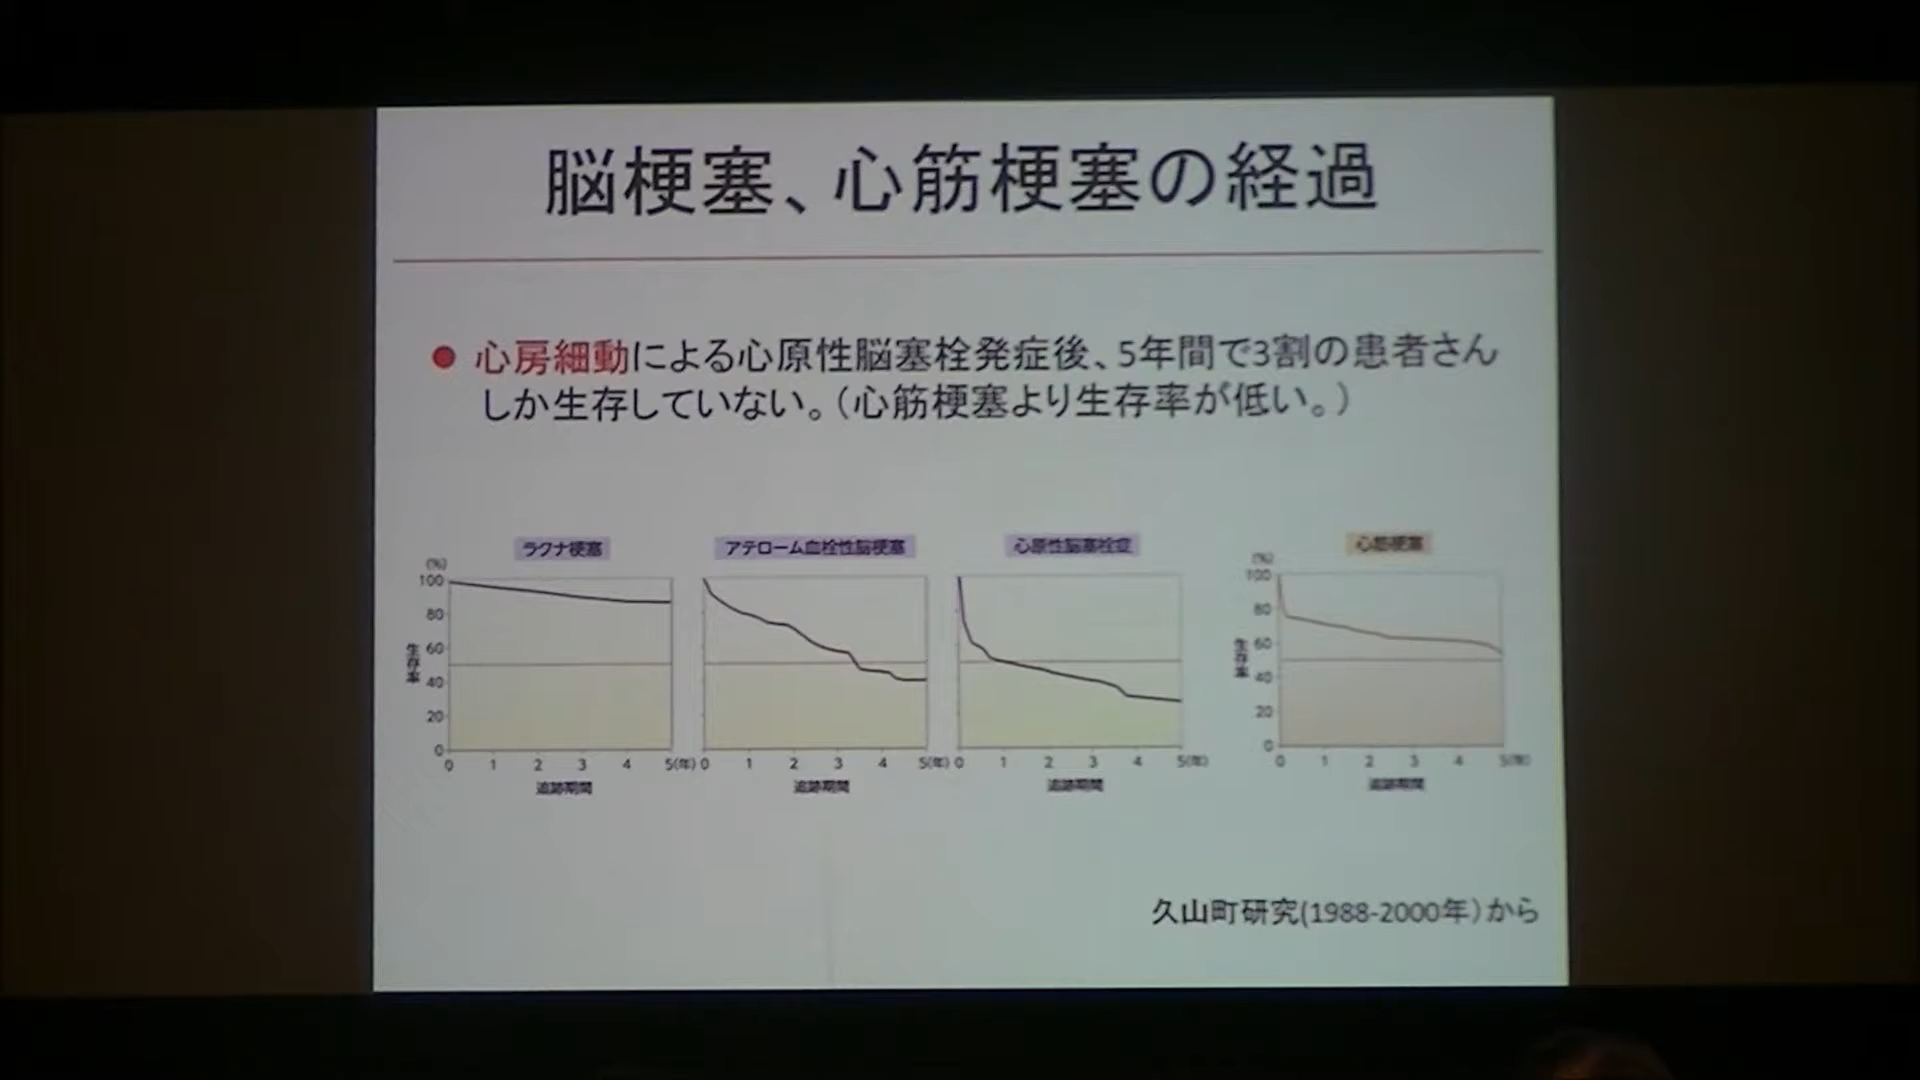 脳梗塞、心筋梗塞の経過
● 心房細動による心原性脳塞栓発症後、5年間で3割の患者さん
しか生存していない。（心筋梗塞より生存率が低い。）
ラクナ梗塞
(%)
100
80
60
40
20
0
生存率
0 1 2 3 4 5(年)
追跡期間
アテローム血栓性脳梗塞
0 1 2 3 4 5(年)
追跡期間
心原性脳塞栓症
0 1 2 3 4 5(年)
追跡期間
心筋梗塞
(%)
100
80
60
40
20
0
生存率
0 1 2 3 4 5(年)
追跡期間
久山町研究(1988-2000年）から